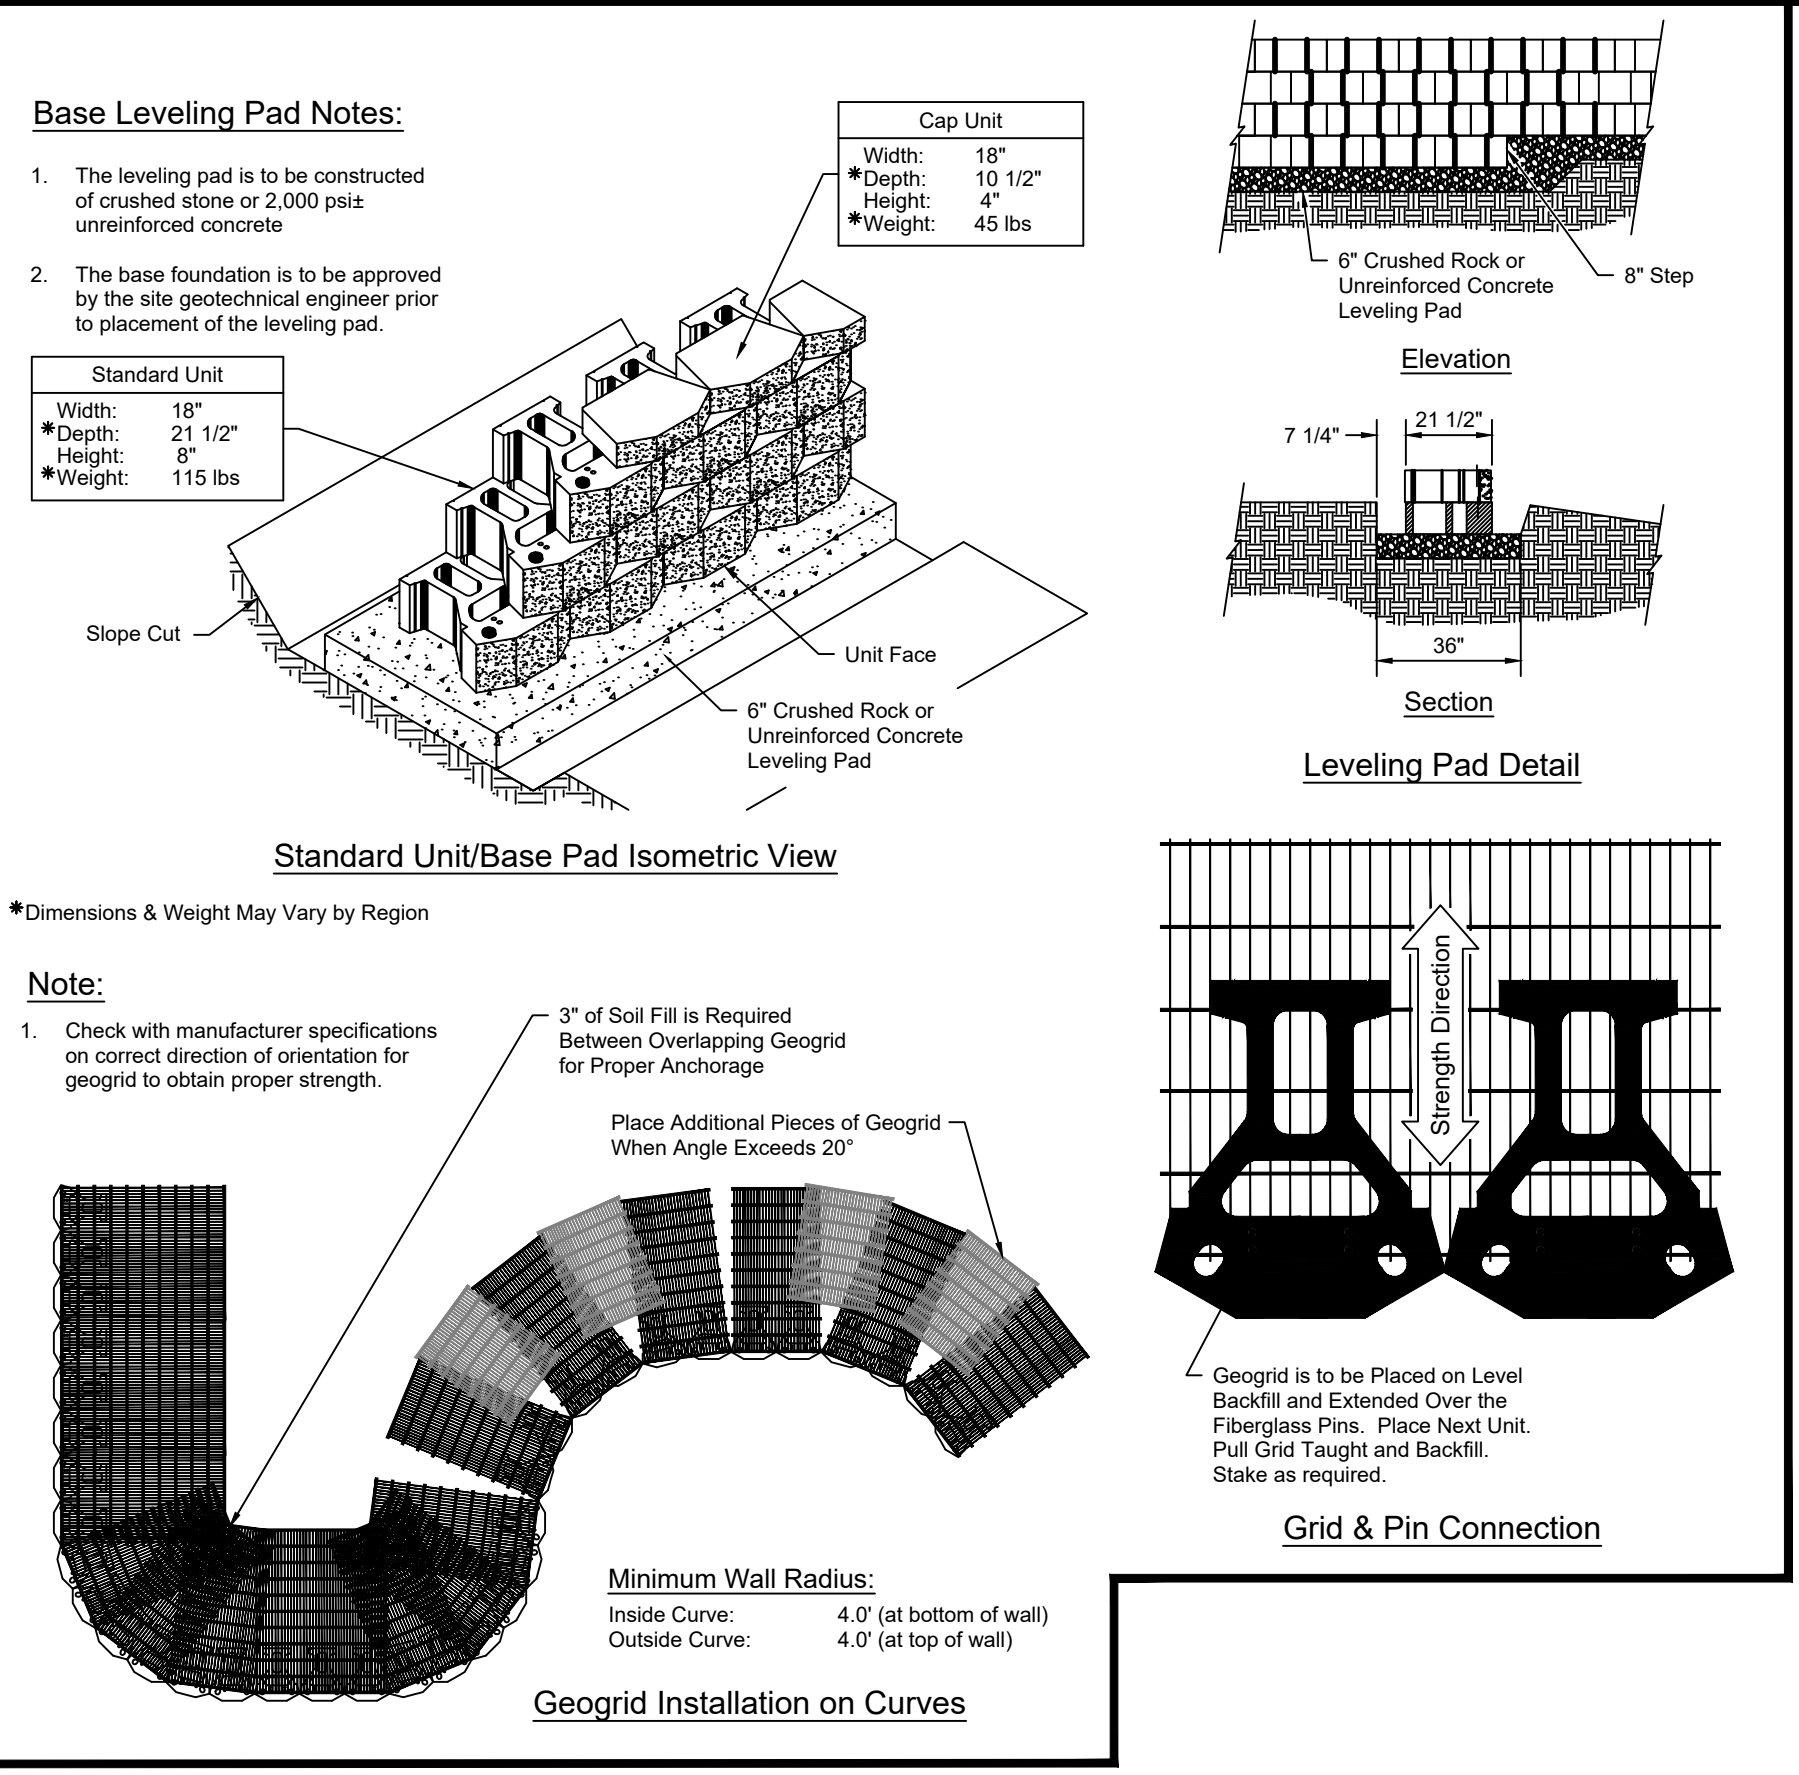 Base Leveling Pad Notes:
1. The leveling pad is to be constructed
of crushed stone or 2,000 psi±
unreinforced concrete
2. The base foundation is to be approved
by the site geotechnical engineer prior
to placement of the leveling pad.
Standard Unit
Width: 18"
*Depth: 21 1/2"
Height: 8"
*Weight: 115 lbs
Cap Unit
Width: 18"
*Depth: 10 1/2"
Height: 4"
*Weight: 45 lbs
Slope Cut
Unit Face
6" Crushed Rock or
Unreinforced Concrete
Leveling Pad
Standard Unit/Base Pad Isometric View
*Dimensions & Weight May Vary by Region
6" Crushed Rock or
Unreinforced Concrete
Leveling Pad
8" Step
Elevation
7 1/4"
21 1/2"
36"
Section
Leveling Pad Detail
Note:
1. Check with manufacturer specifications
on correct direction of orientation for
geogrid to obtain proper strength.
3" of Soil Fill is Required
Between Overlapping Geogrid
for Proper Anchorage
Place Additional Pieces of Geogrid
When Angle Exceeds 20°
Minimum Wall Radius:
Inside Curve: 4.0' (at bottom of wall)
Outside Curve: 4.0' (at top of wall)
Geogrid Installation on Curves
Strength Direction
Geogrid is to be Placed on Level
Backfill and Extended Over the
Fiberglass Pins. Place Next Unit.
Pull Grid Taught and Backfill.
Stake as required.
Grid & Pin Connection